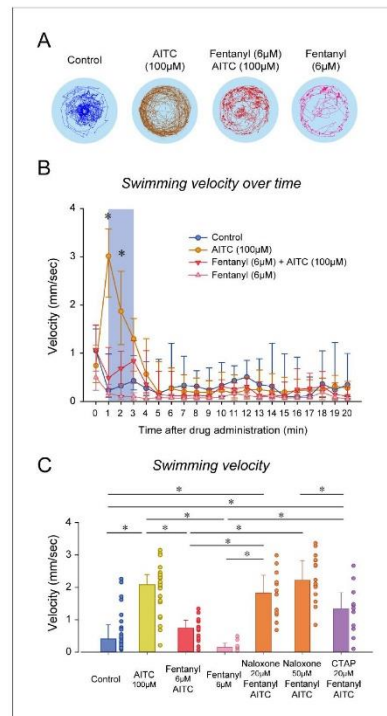 A
Control
AITC
(100μM)
Fentanyl (6μM)
AITC (100μM)
Fentanyl
(6μM)
B
Swimming velocity over time
*
*
Control
AITC (100μM)
Fentanyl (6μM) + AITC (100μM)
Fentanyl (6μM)
Velocity (mm/sec)
4
3
2
1
0
0 1 2 3 4 5 6 7 8 9 10 11 12 13 14 15 16 17 18 19 20
Time after drug administration (min)
C
Swimming velocity
* *
*
* *
* * *
*
Velocity (mm/sec)
4
3
2
1
0
Control
AITC
100μM
Fentanyl
6μM
AITC
Fentanyl
6μM
Naloxone
20μM
Fentanyl
AITC
Naloxone
50μM
Fentanyl
AITC
CTAP
20μM
Fentanyl
AITC